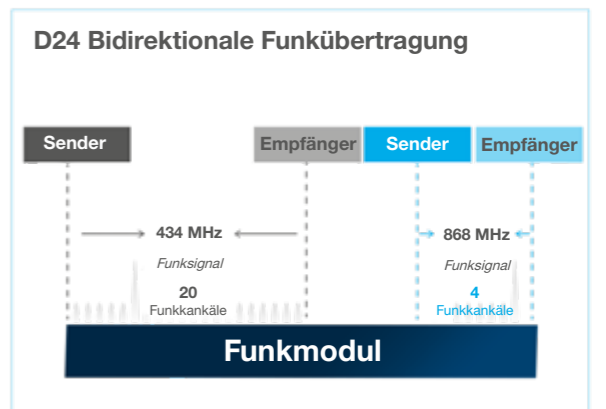 D24 Bidirektionale Funkübertragung
Sender Empfänger Sender Empfänger
434 MHz 868 MHz
Funksignal Funksignal
20 4
Funkkankäle Funkkankäle
Funkmodul